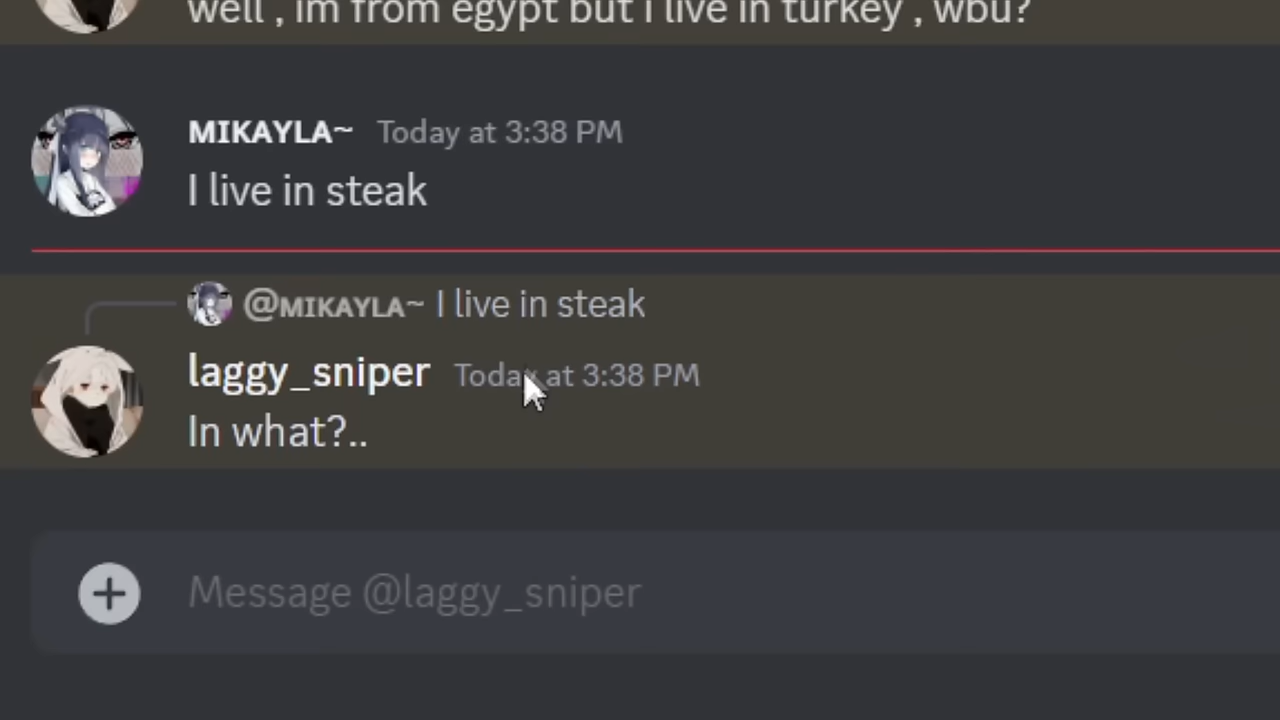 well , im from egypt but i live in turkey , wbu?
MIKAYLA~ Today at 3:38 PM
I live in steak
@MIKAYLA~ I live in steak
laggy_sniper Today at 3:38 PM
In what?..
Message @laggy_sniper